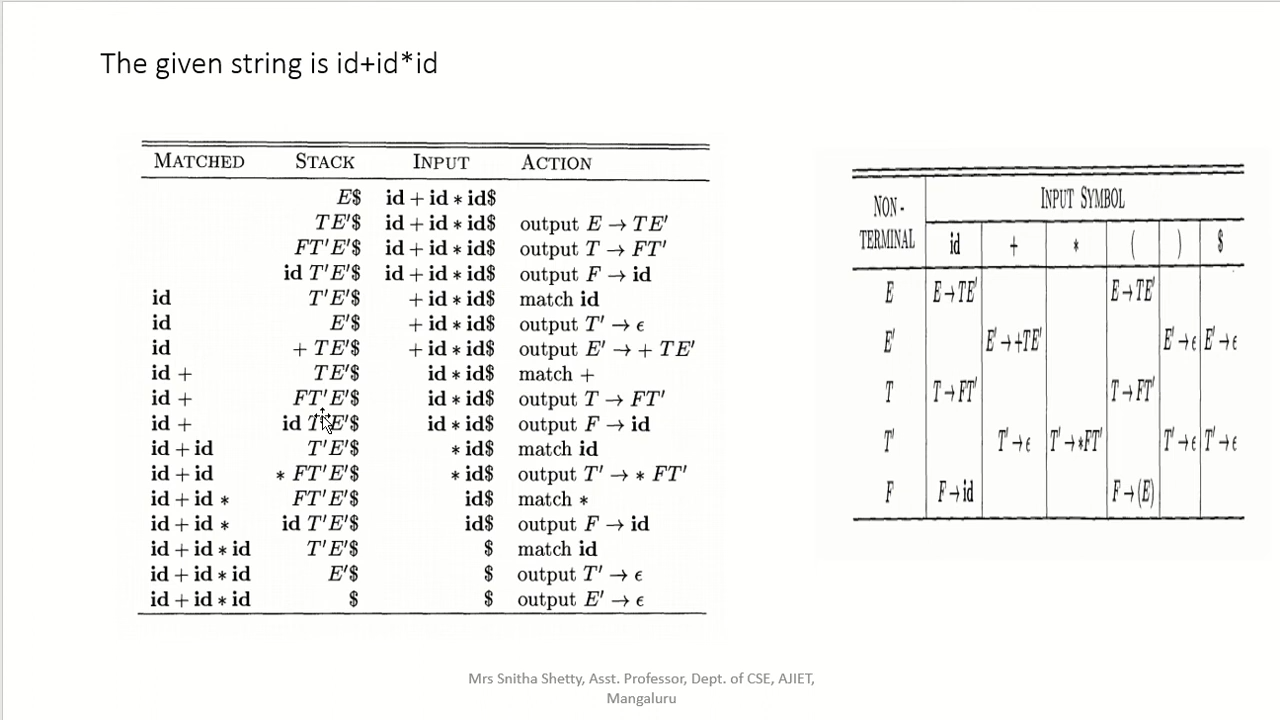 The given string is id+id*id
MATCHED STACK INPUT ACTION
E$ id + id * id$
TE′$ id + id * id$ output E → TE′
FT′E′$ id + id * id$ output T → FT′
id T′E′$ id + id * id$ output F → id
id T′E′$ + id * id$ match id
id E′$ + id * id$ output T′ → ϵ
id + TE′$ + id * id$ output E′ → + TE′
id + TE′$ id * id$ match +
id + FT′E′$ id * id$ output T → FT′
id + id T′E′$ id * id$ output F → id
id + id T′E′$ * id$ match id
id + id * FT′E′$ * id$ output T′ → * FT′
id + id * FT′E′$ id$ match *
id + id * id T′E′$ id$ output F → id
id + id * id T′E′$ $ match id
id + id * id E′$ $ output T′ → ϵ
id + id * id $ $ output E′ → ϵ
NON - TERMINAL INPUT SYMBOL
id + * ( ) $
E E → TE′ E → TE′
E′ E′ → +TE′ E′ → ϵ E′ → ϵ
T T → FT′ T → FT′
T′ T′ → ϵ T′ → *FT′ T′ → ϵ T′ → ϵ
F F → id F → (E)
Mrs Snitha Shetty, Asst. Professor, Dept. of CSE, AJIET,
Mangaluru